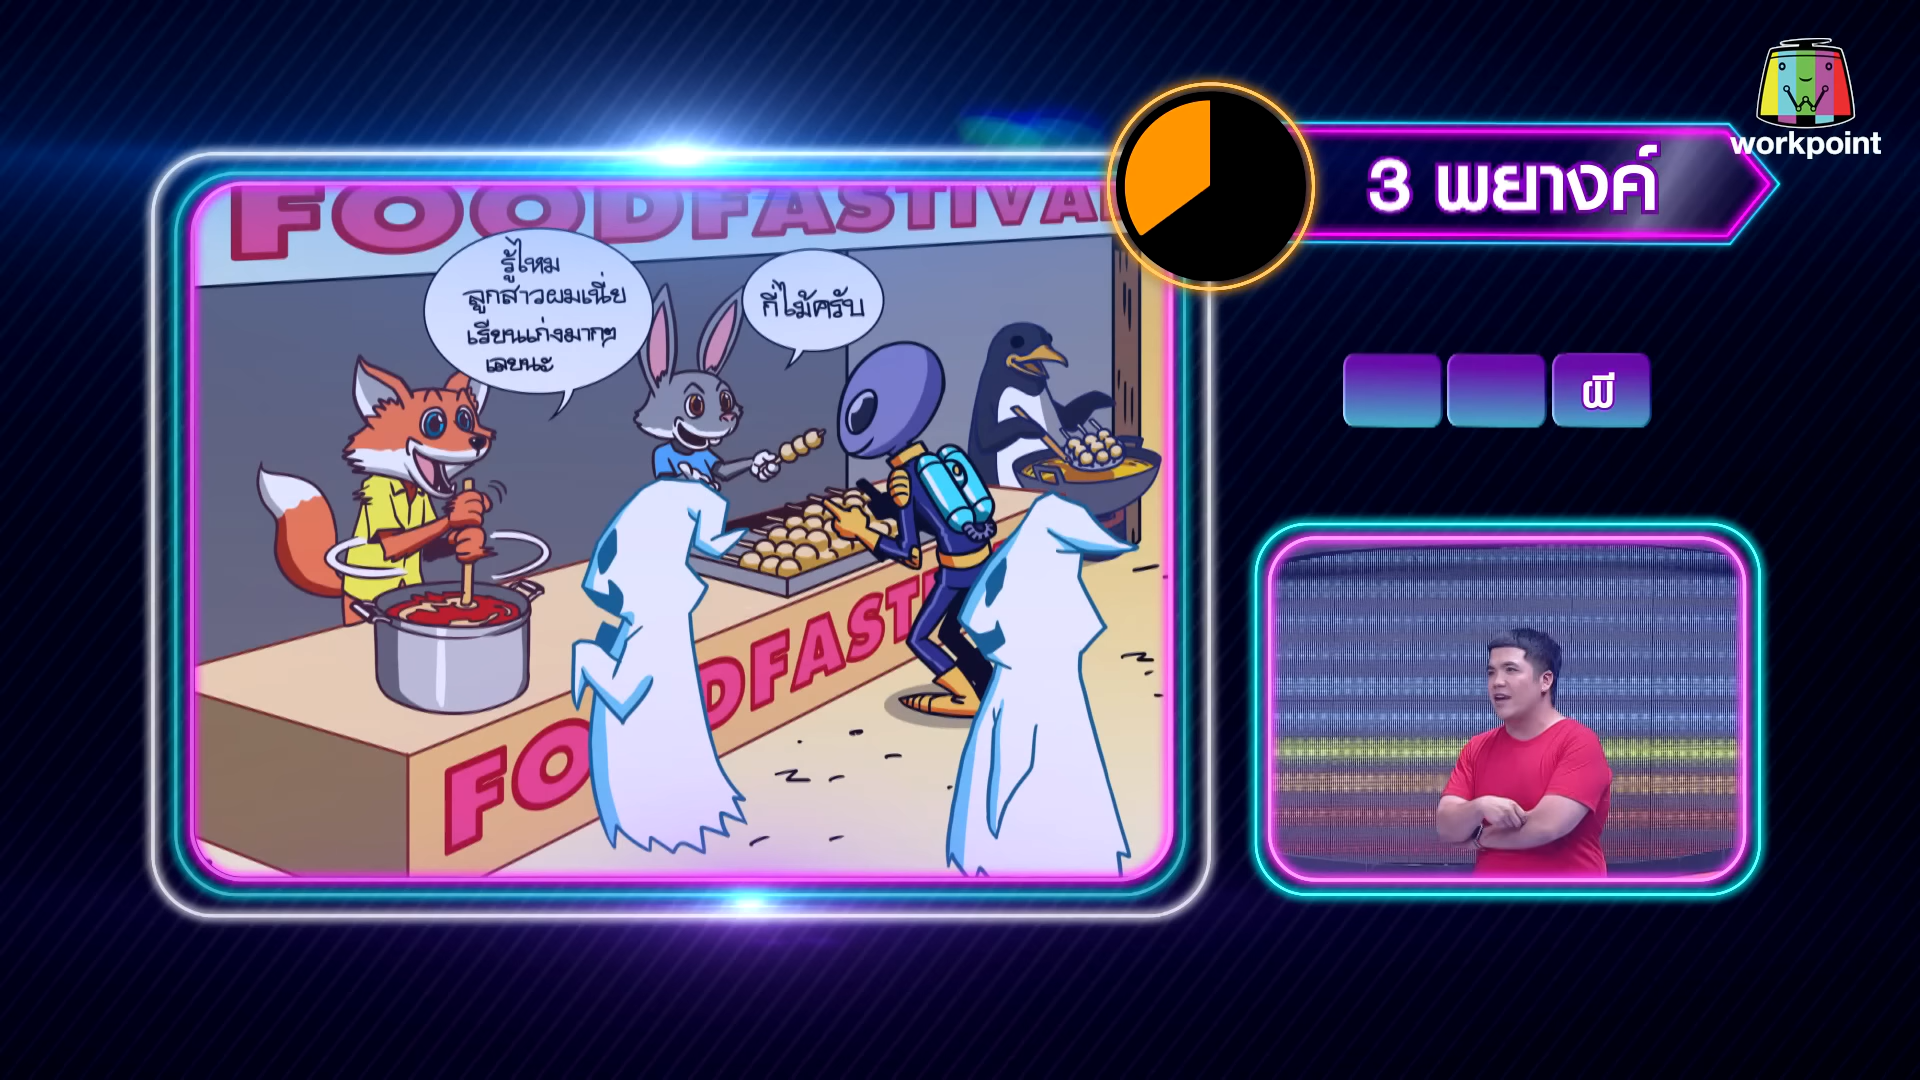 workpoint
3 พยางค์
FOODFASTIVAL
รู้ไหม
ลูกสาวผมเนี่ย
เรียนเก่งมากๆ
เลยนะ
กี่ไม้ครับ
ผี
FOODFAST